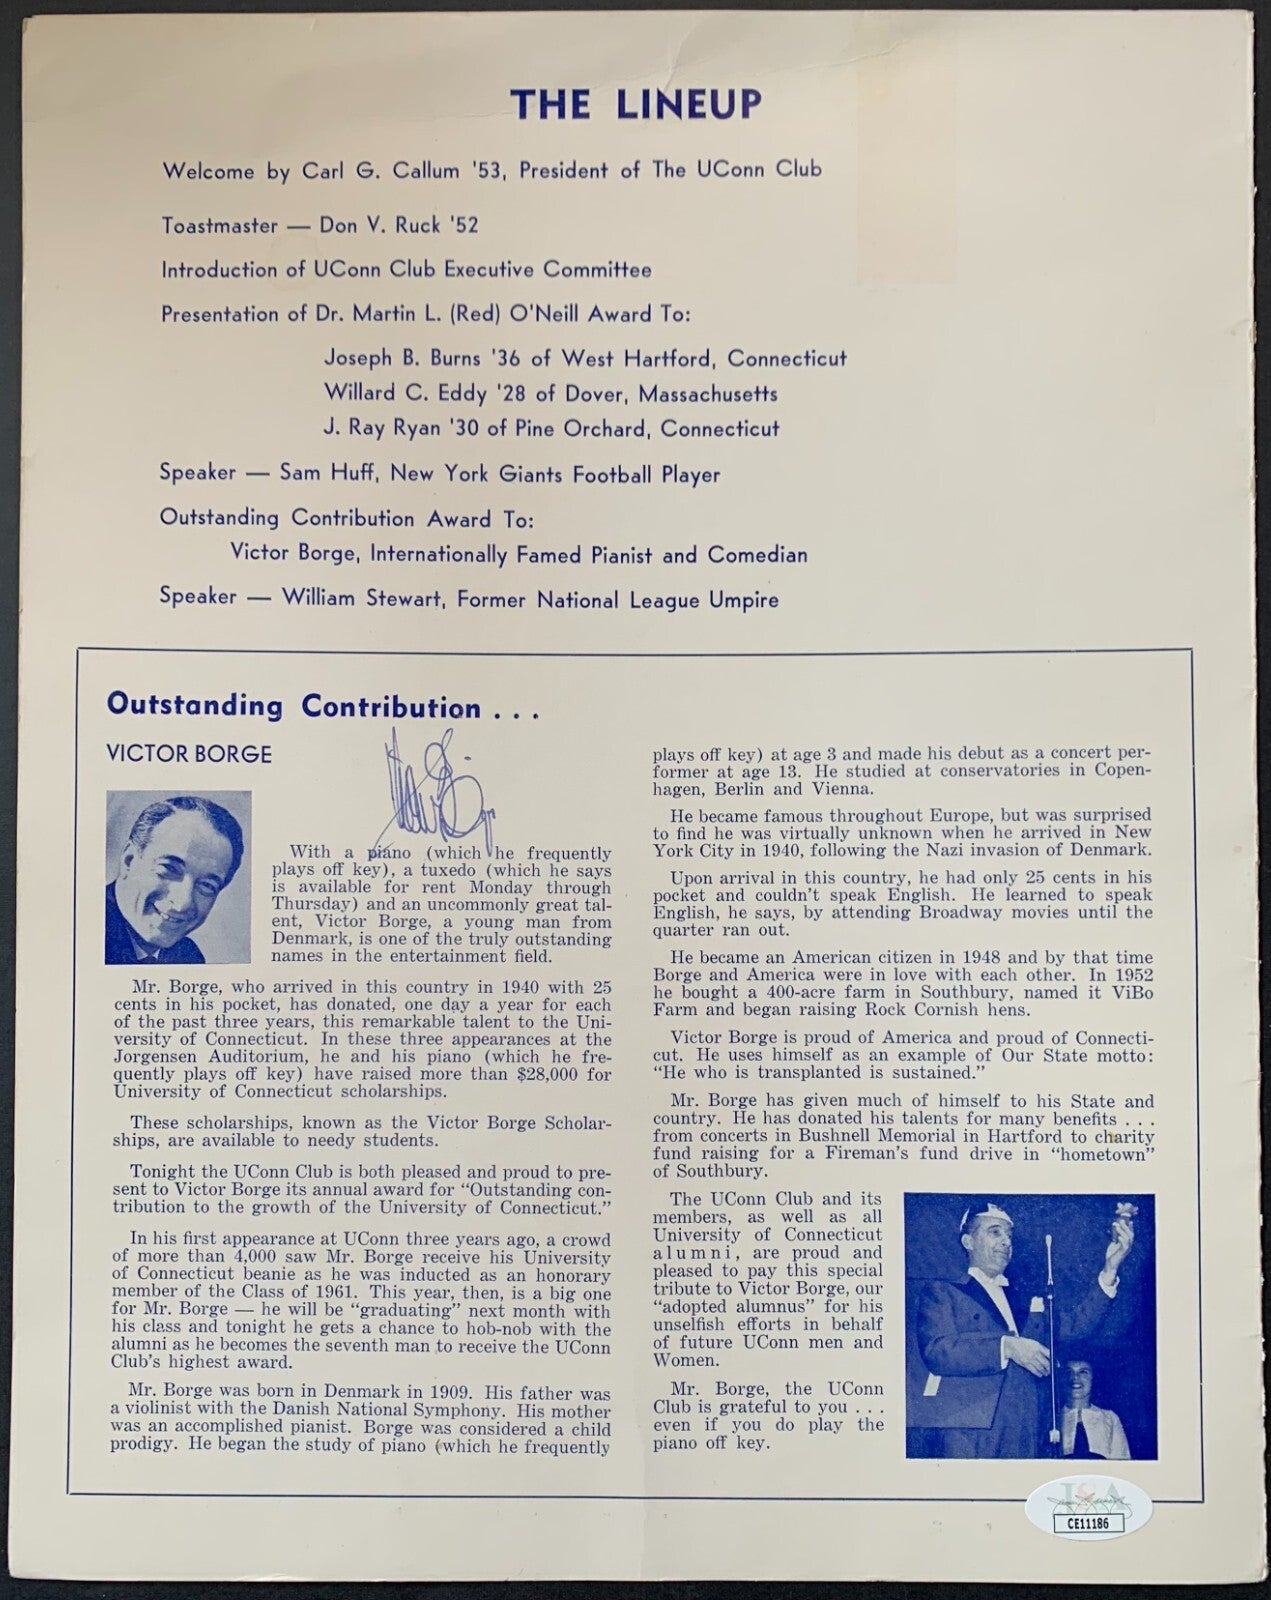 THE LINEUP
Welcome by Carl G. Callum '53, President of The UConn Club
Toastmaster — Don V. Ruck '52
Introduction of UConn Club Executive Committee
Presentation of Dr. Martin L. (Red) O'Neill Award To:
Joseph B. Burns '36 of West Hartford, Connecticut
Willard C. Eddy '28 of Dover, Massachusetts
J. Ray Ryan '30 of Pine Orchard, Connecticut
Speaker — Sam Huff, New York Giants Football Player
Outstanding Contribution Award To:
Victor Borge, Internationally Famed Pianist and Comedian
Speaker — William Stewart, Former National League Umpire
Outstanding Contribution . . .
VICTOR BORGE
With a piano (which he frequently
plays off key), a tuxedo (which he says
is available for rent Monday through
Thursday) and an uncommonly great tal-
ent, Victor Borge, a young man from
Denmark, is one of the truly outstanding
names in the entertainment field.
Mr. Borge, who arrived in this country in 1940 with 25
cents in his pocket, has donated, one day a year for each
of the past three years, this remarkable talent to the Uni-
versity of Connecticut. In these three appearances at the
Jorgensen Auditorium, he and his piano (which he fre-
quently plays off key) have raised more than $28,000 for
University of Connecticut scholarships.
These scholarships, known as the Victor Borge Scholar-
ships, are available to needy students.
Tonight the UConn Club is both pleased and proud to pre-
sent to Victor Borge its annual award for "Outstanding con-
tribution to the growth of the University of Connecticut."
In his first appearance at UConn three years ago, a crowd
of more than 4,000 saw Mr. Borge receive his University
of Connecticut beanie as he was inducted as an honorary
member of the Class of 1961. This year, then, is a big one
for Mr. Borge — he will be "graduating" next month with
his class and tonight he gets a chance to hob-nob with the
alumni as he becomes the seventh man to receive the UConn
Club's highest award.
Mr. Borge was born in Denmark in 1909. His father was
a violinist with the Danish National Symphony. His mother
was an accomplished pianist. Borge was considered a child
prodigy. He began the study of piano (which he frequently
plays off key) at age 3 and made his debut as a concert per-
former at age 13. He studied at conservatories in Copen-
hagen, Berlin and Vienna.
He became famous throughout Europe, but was surprised
to find he was virtually unknown when he arrived in New
York City in 1940, following the Nazi invasion of Denmark.
Upon arrival in this country, he had only 25 cents in his
pocket and couldn't speak English. He learned to speak
English, he says, by attending Broadway movies until the
quarter ran out.
He became an American citizen in 1948 and by that time
Borge and America were in love with each other. In 1952
he bought a 400-acre farm in Southbury, named it ViBo
Farm and began raising Rock Cornish hens.
Victor Borge is proud of America and proud of Connecti-
cut. He uses himself as an example of Our State motto:
"He who is transplanted is sustained."
Mr. Borge has given much of himself to his State and
country. He has donated his talents for many benefits . . .
from concerts in Bushnell Memorial in Hartford to charity
fund raising for a Fireman's fund drive in "hometown"
of Southbury.
The UConn Club and its
members, as well as all
University of Connecticut
alumni, are proud and
pleased to pay this special
tribute to Victor Borge, our
"adopted alumnus" for his
unselfish efforts in behalf
of future UConn men and
Women.
Mr. Borge, the UConn
Club is grateful to you . . .
even if you do play the
piano off key.
JSA
CE11186